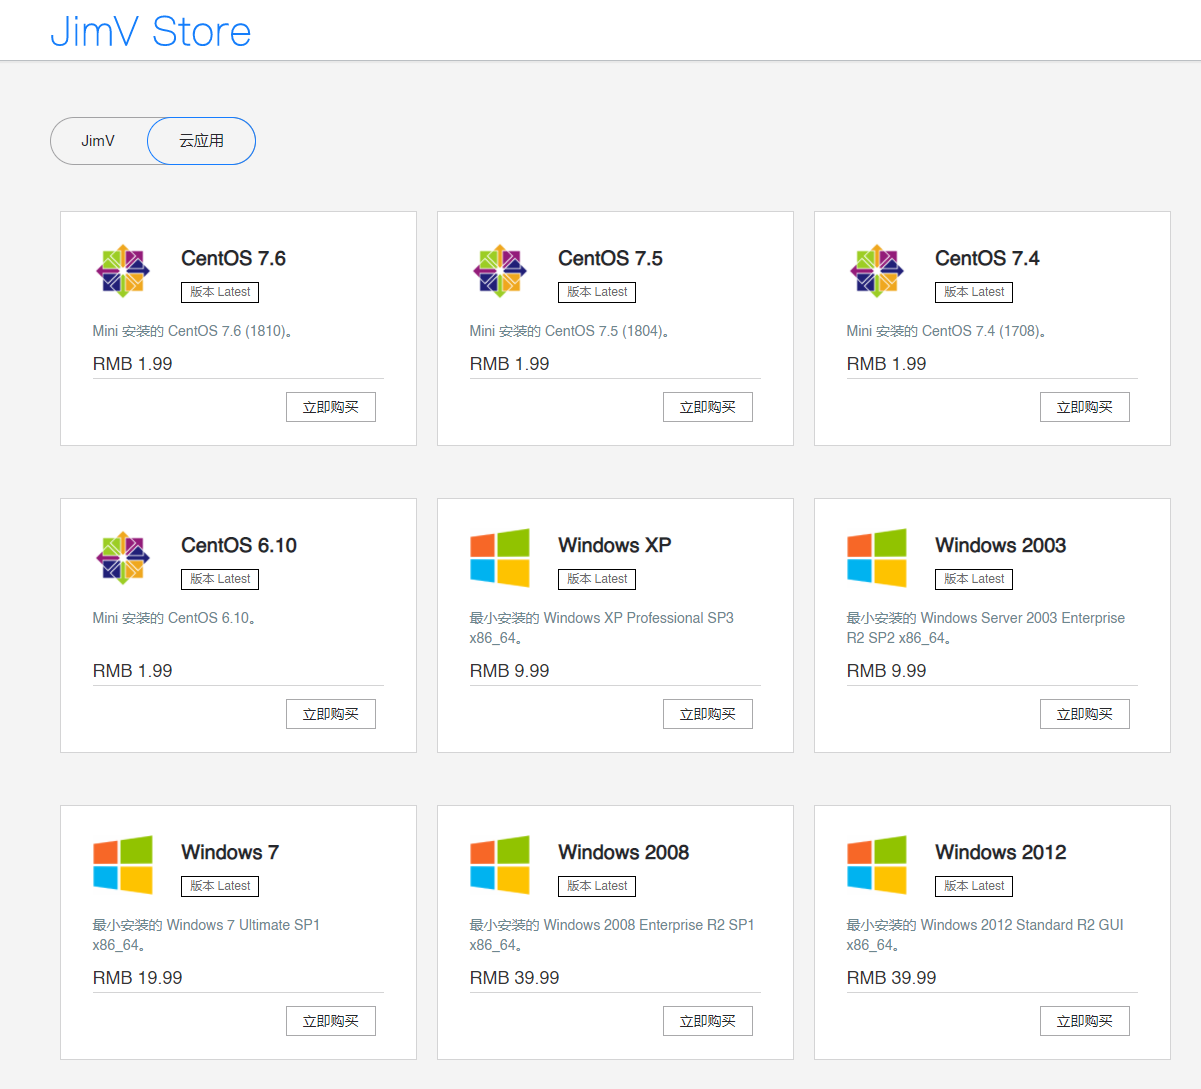 JimV Store
JimV
云应用
CentOS 7.6
版本 Latest
Mini 安装的 CentOS 7.6 (1810)。
RMB 1.99
立即购买
CentOS 7.5
版本 Latest
Mini 安装的 CentOS 7.5 (1804)。
RMB 1.99
立即购买
CentOS 7.4
版本 Latest
Mini 安装的 CentOS 7.4 (1708)。
RMB 1.99
立即购买
CentOS 6.10
版本 Latest
Mini 安装的 CentOS 6.10。
RMB 1.99
立即购买
Windows XP
版本 Latest
最小安装的 Windows XP Professional SP3
x86_64。
RMB 9.99
立即购买
Windows 2003
版本 Latest
最小安装的 Windows Server 2003 Enterprise
R2 SP2 x86_64。
RMB 9.99
立即购买
Windows 7
版本 Latest
最小安装的 Windows 7 Ultimate SP1
x86_64。
RMB 19.99
立即购买
Windows 2008
版本 Latest
最小安装的 Windows 2008 Enterprise R2 SP1
x86_64。
RMB 39.99
立即购买
Windows 2012
版本 Latest
最小安装的 Windows 2012 Standard R2 GUI
x86_64。
RMB 39.99
立即购买